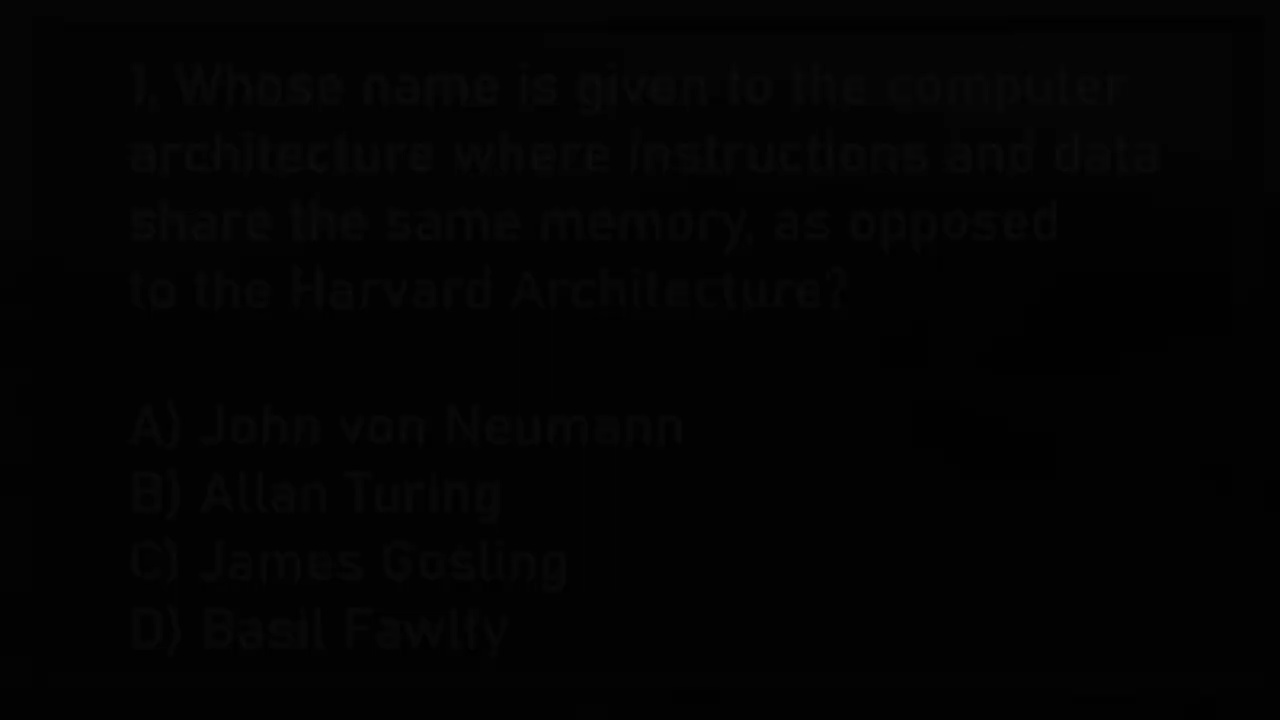 1. Whose name is given to the computer
architecture where instructions and data
share the same memory, as opposed
to the Harvard Architecture?
A) John von Neumann
B) Allan Turing
C) James Gosling
D) Basil Fawlty